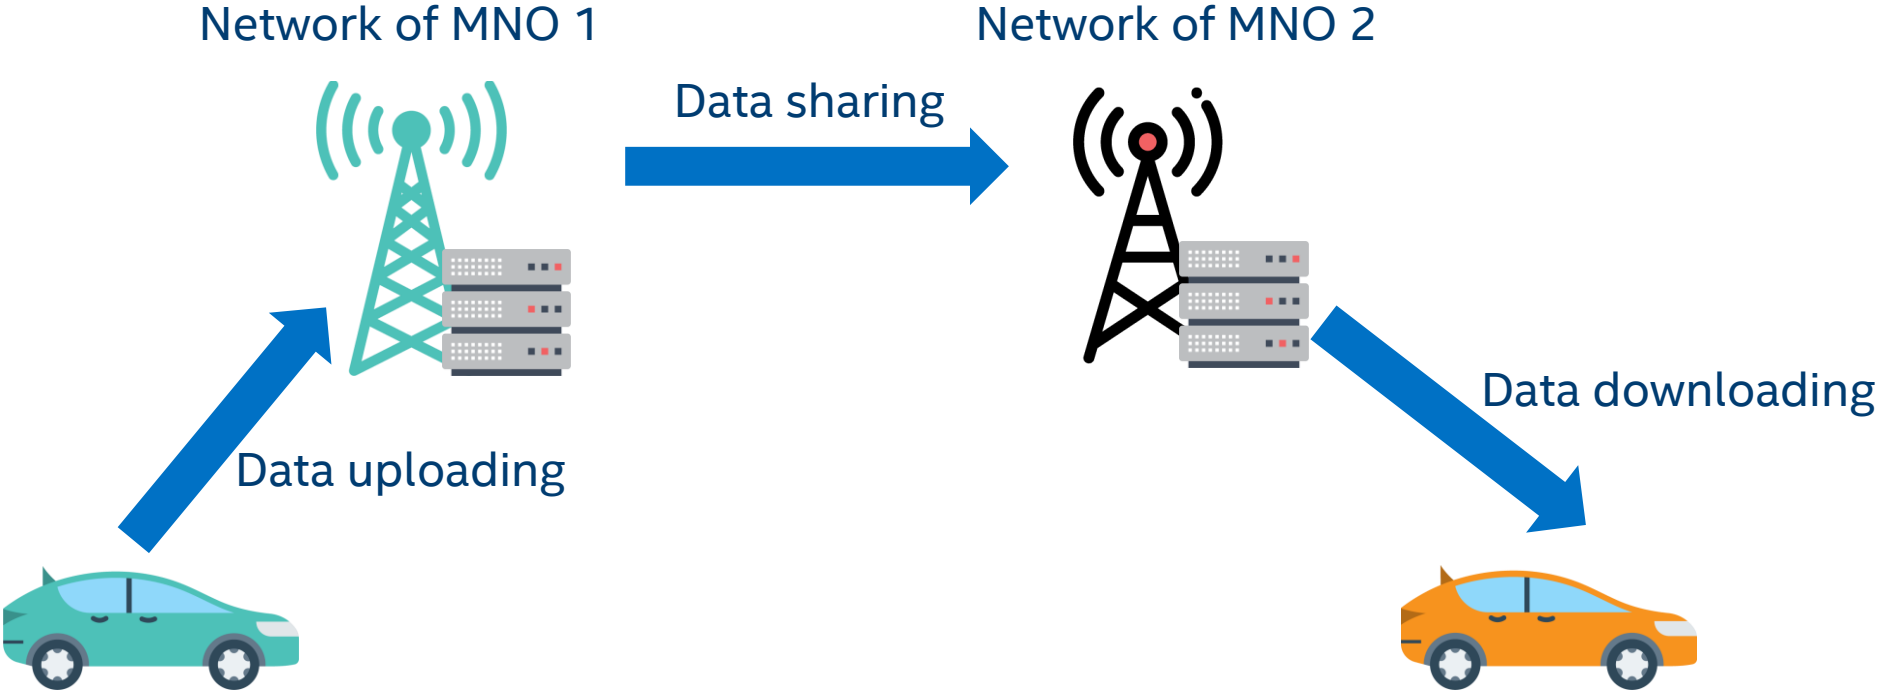 Network of MNO 1
Network of MNO 2
Data sharing
Data downloading
Data uploading